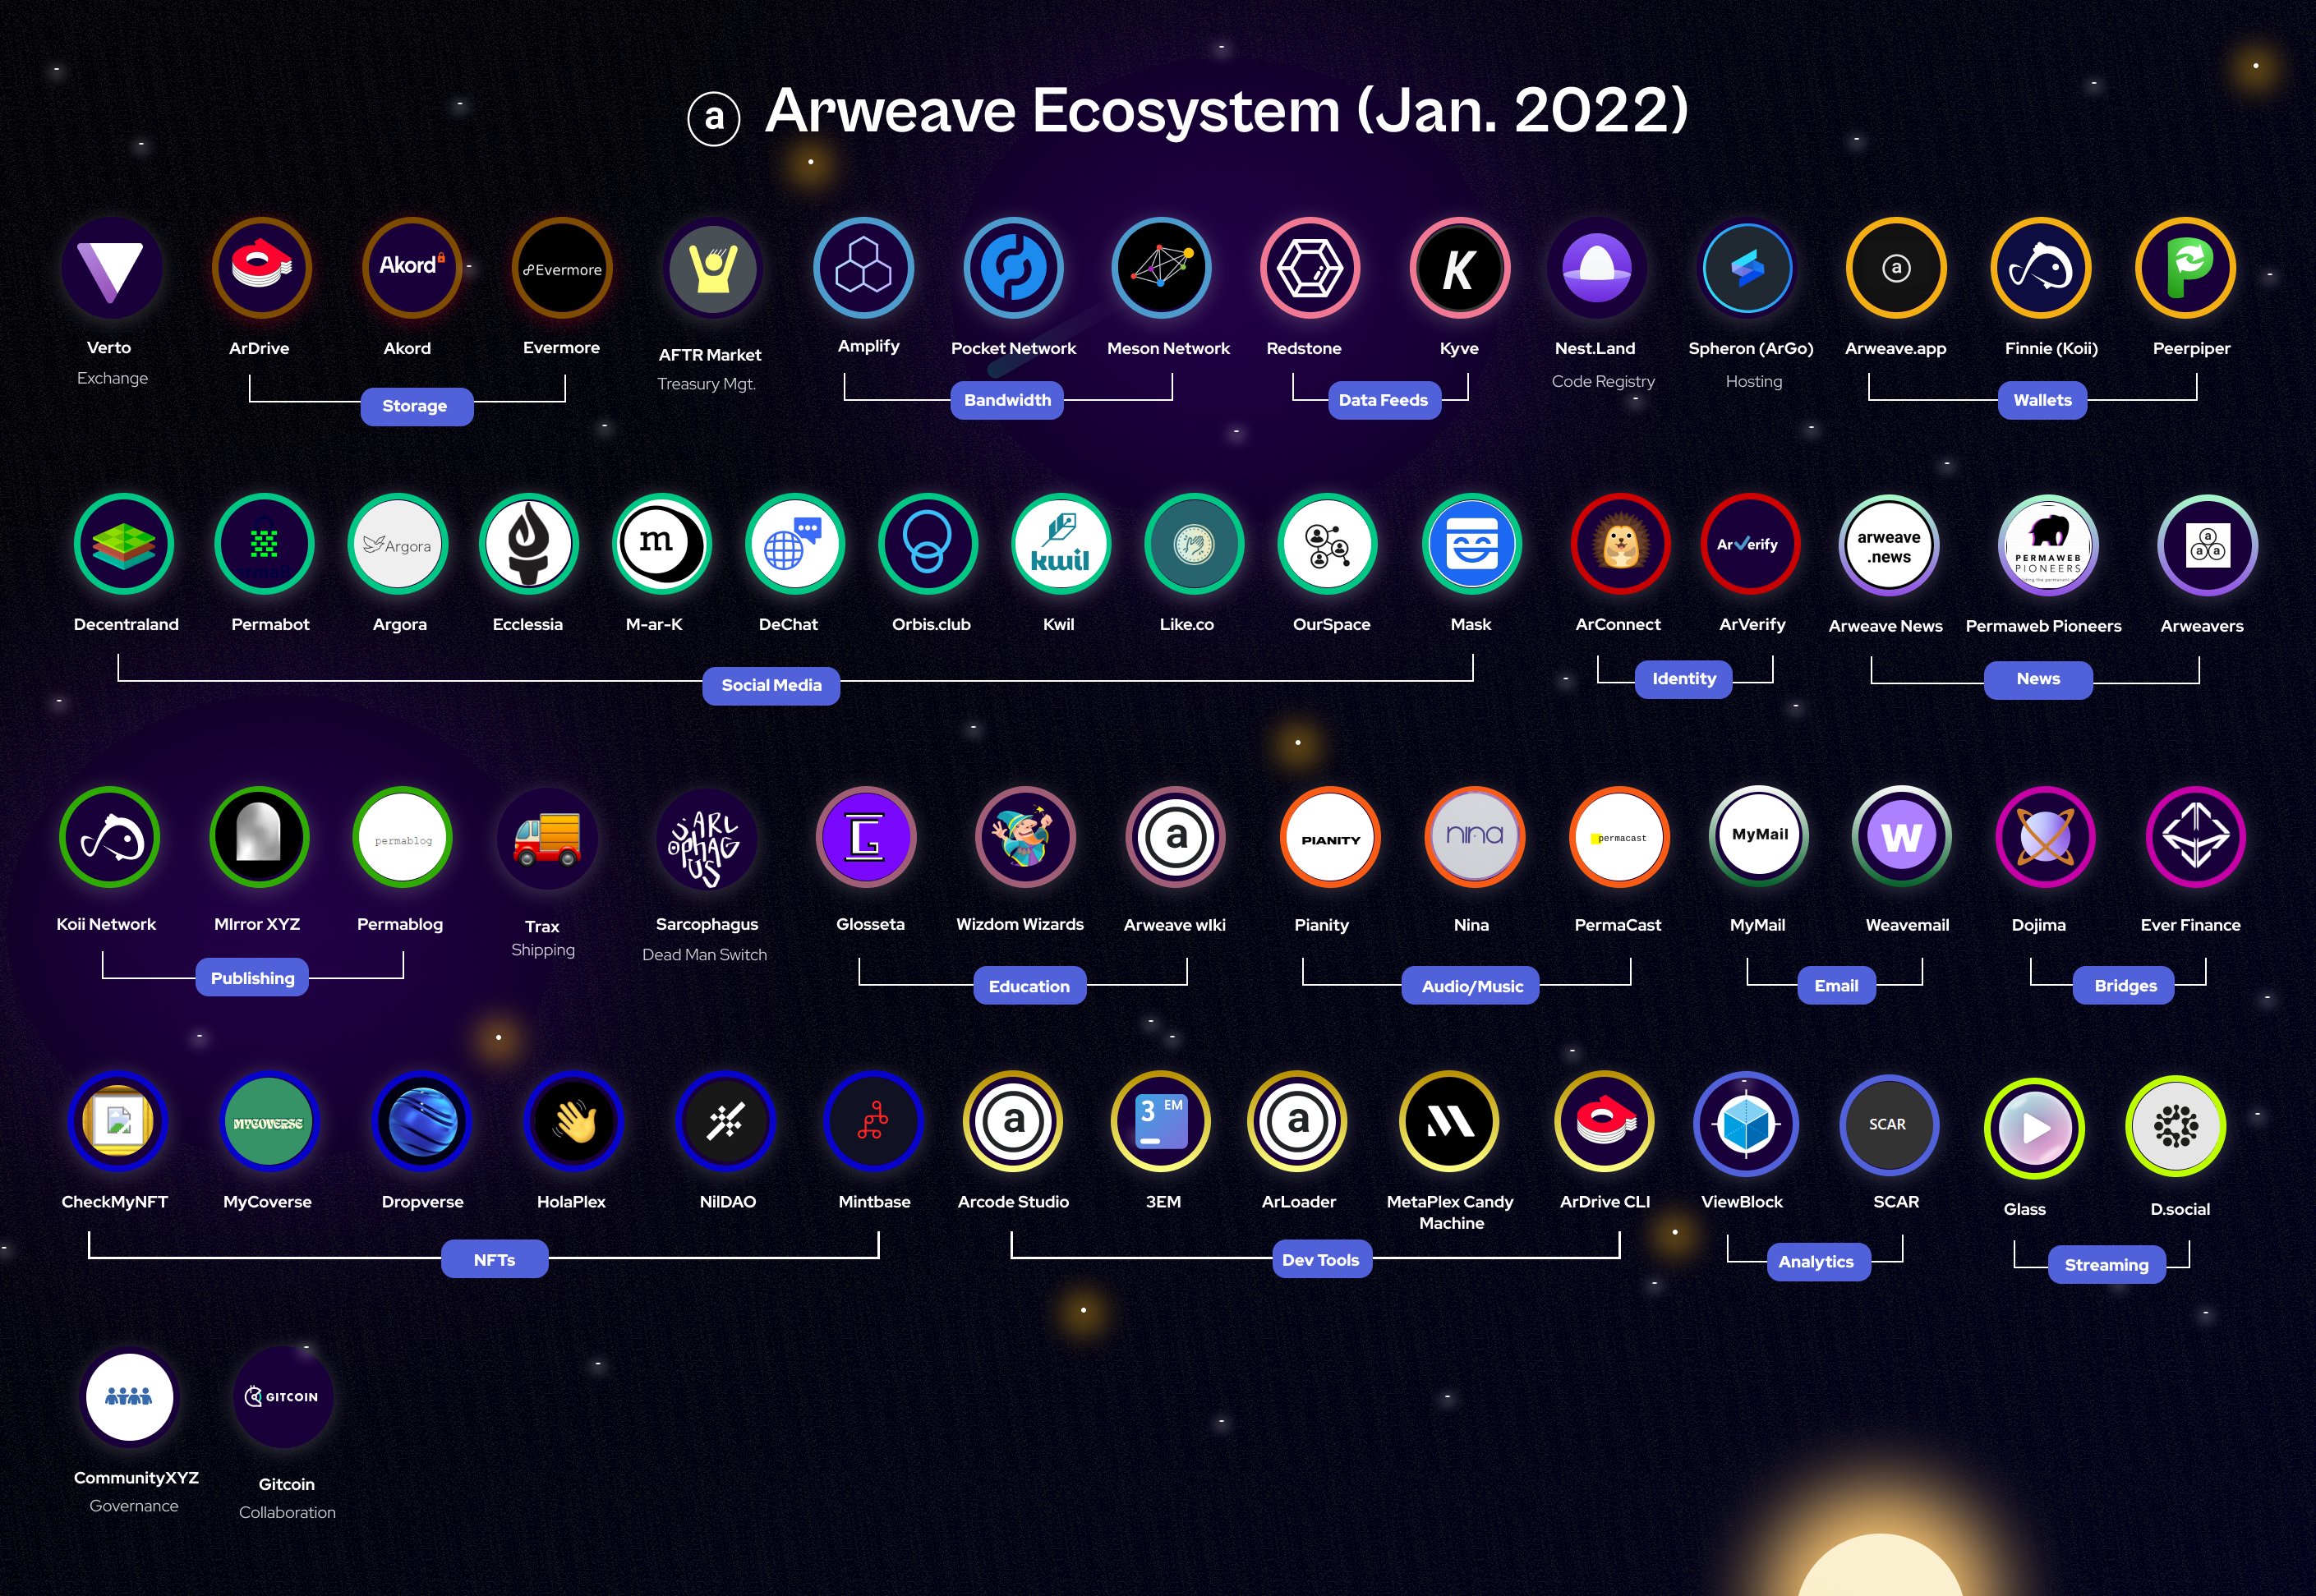 a Arweave Ecosystem (Jan. 2022)
Akord
Evermore
K
a
Verto
ArDrive
Akord
Evermore
AFTR Market
Amplify
Pocket Network
Meson Network
Redstone
Kyve
Nest.Land
Spheron (ArGo)
Arweave.app
Finnie (Koii)
Peerpiper
Exchange
Treasury Mgt.
Code Registry
Hosting
Storage
Bandwidth
Data Feeds
Wallets
Argora
m
kwil
ArVerify
arweave
.news
PERMAWEB
PIONEERS
a
a a
Decentraland
Permabot
Argora
Ecclessia
M-ar-K
DeChat
Orbis.club
Kwil
Like.co
OurSpace
Mask
ArConnect
ArVerify
Arweave News
Permaweb Pioneers
Arweavers
Social Media
Identity
News
permablog
SARCOPHAGUS
G
a
PIANITY
nina
permacast
MyMail
W
Koii Network
MIrror XYZ
Permablog
Trax
Sarcophagus
Glosseta
Wizdom Wizards
Arweave wIki
Pianity
Nina
PermaCast
MyMail
Weavemail
Dojima
Ever Finance
Shipping
Dead Man Switch
Publishing
Education
Audio/Music
Email
Bridges
MYCOVERSE
a
3 EM
a
SCAR
CheckMyNFT
MyCoverse
Dropverse
HolaPlex
NilDAO
Mintbase
Arcode Studio
3EM
ArLoader
MetaPlex Candy
Machine
ArDrive CLI
ViewBlock
SCAR
Glass
D.social
NFTs
Dev Tools
Analytics
Streaming
GITCOIN
CommunityXYZ
Gitcoin
Governance
Collaboration